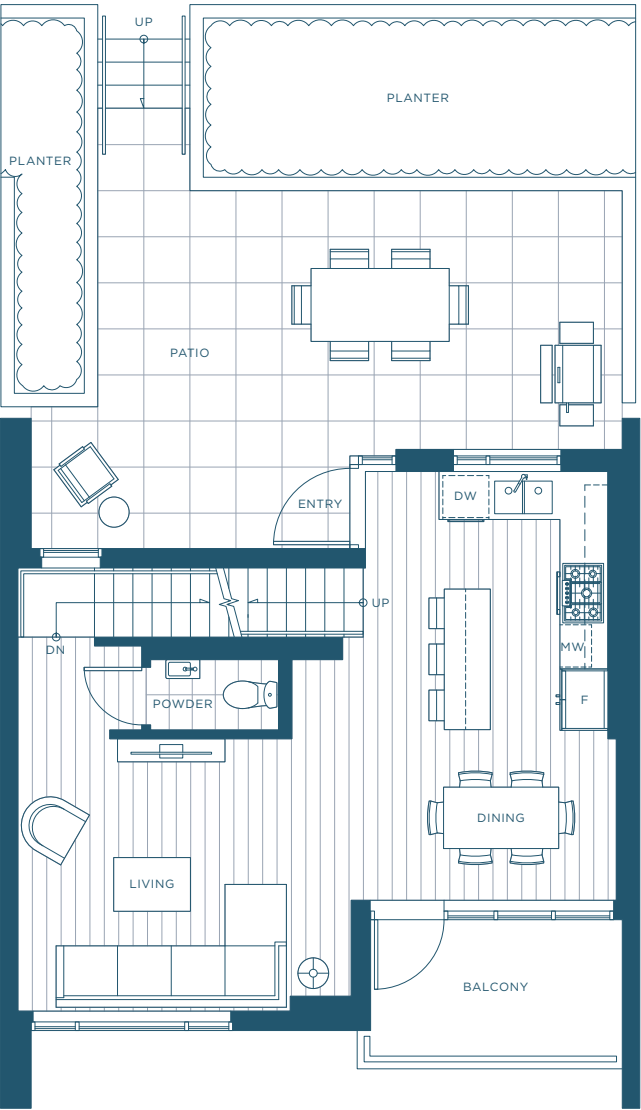 UP
PLANTER
PLANTER
PATIO
DW
ENTRY
UP
MW
DN
F
POWDER
DINING
LIVING
BALCONY